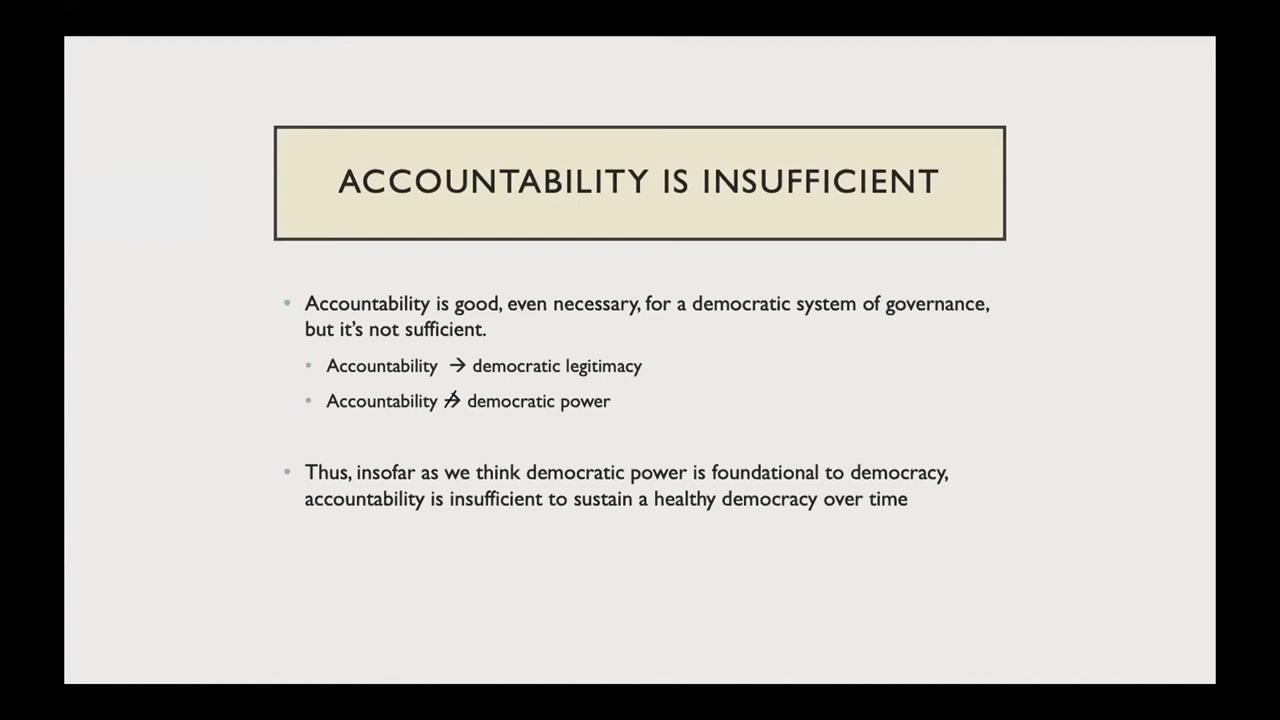 ACCOUNTABILITY IS INSUFFICIENT
• Accountability is good, even necessary, for a democratic system of governance,
but it's not sufficient.
• Accountability → democratic legitimacy
• Accountability ↛ democratic power
• Thus, insofar as we think democratic power is foundational to democracy,
accountability is insufficient to sustain a healthy democracy over time